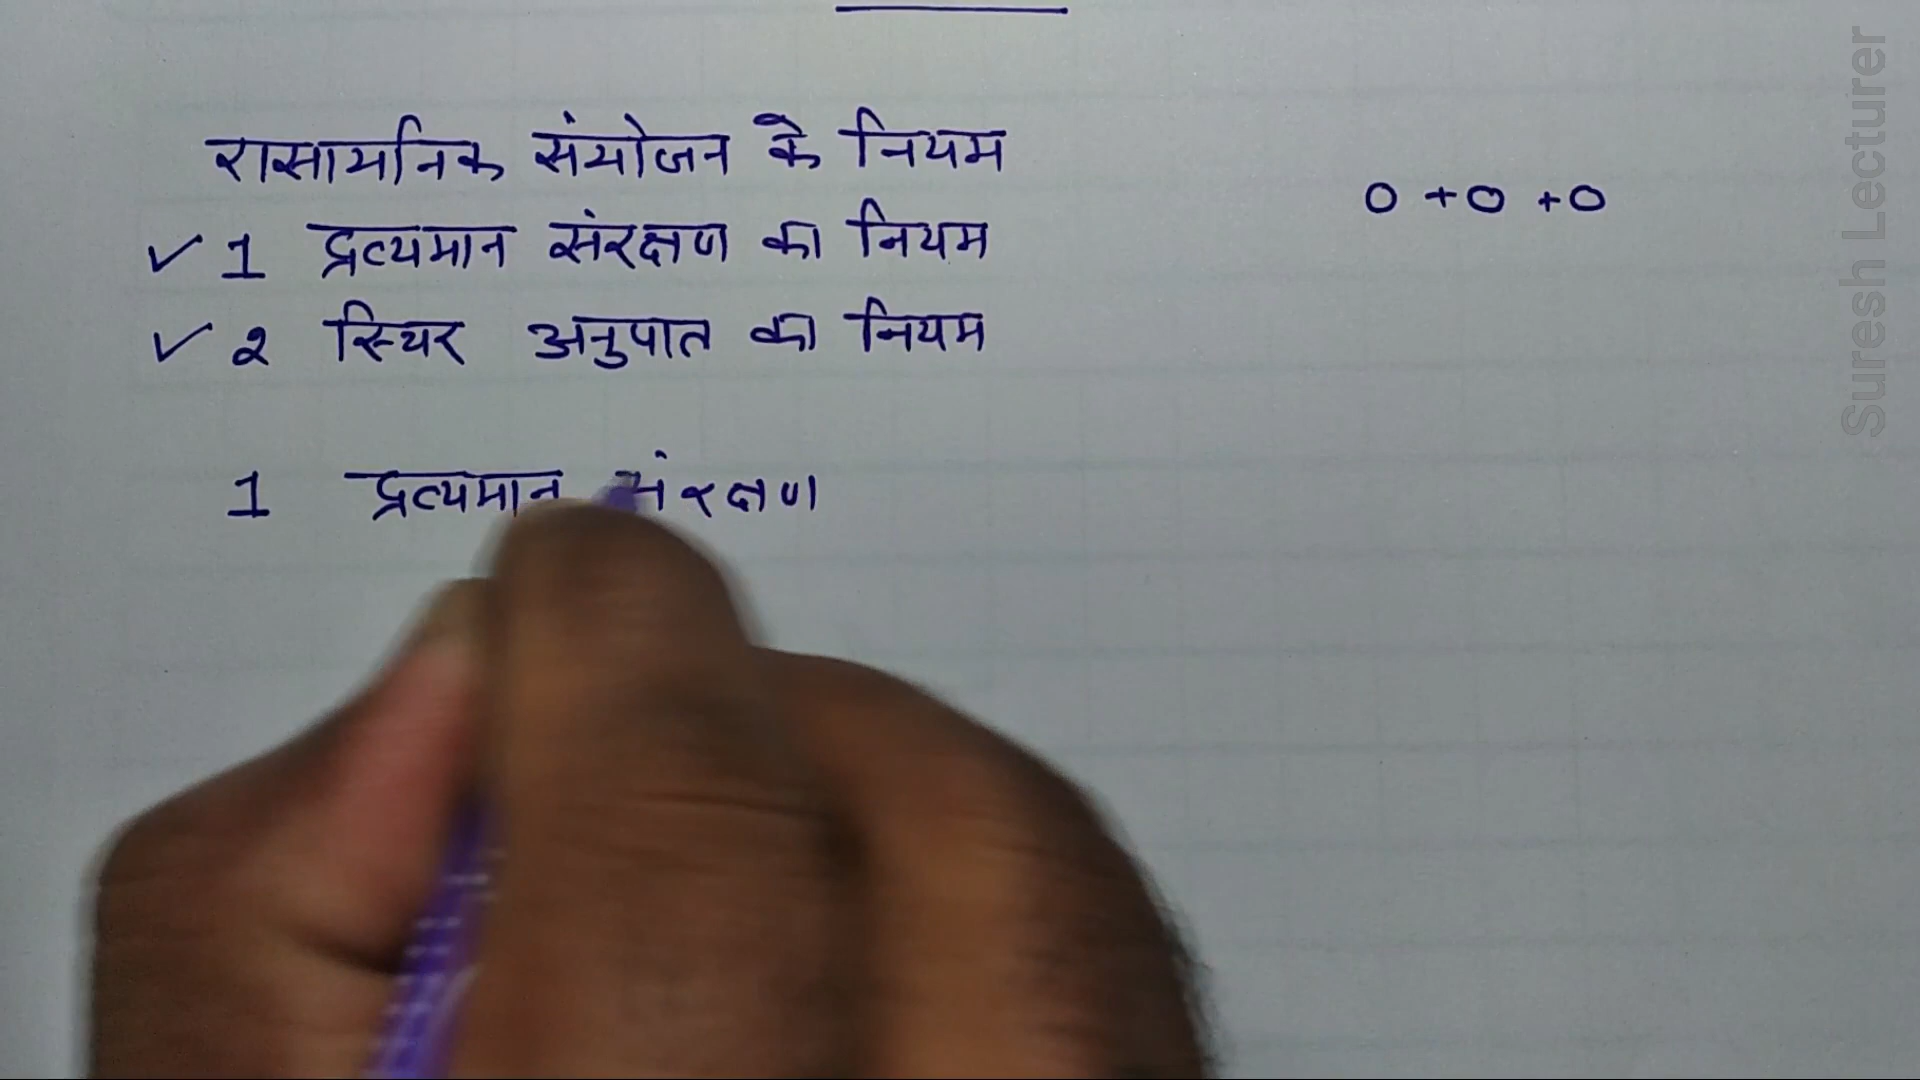 रासायनिक संयोजन के नियम
0 + 0 + 0
✓ 1 द्रव्यमान संरक्षण का नियम
✓ 2 स्थिर अनुपात का नियम
1 द्रव्यमान संरक्षण
Suresh Lecturer